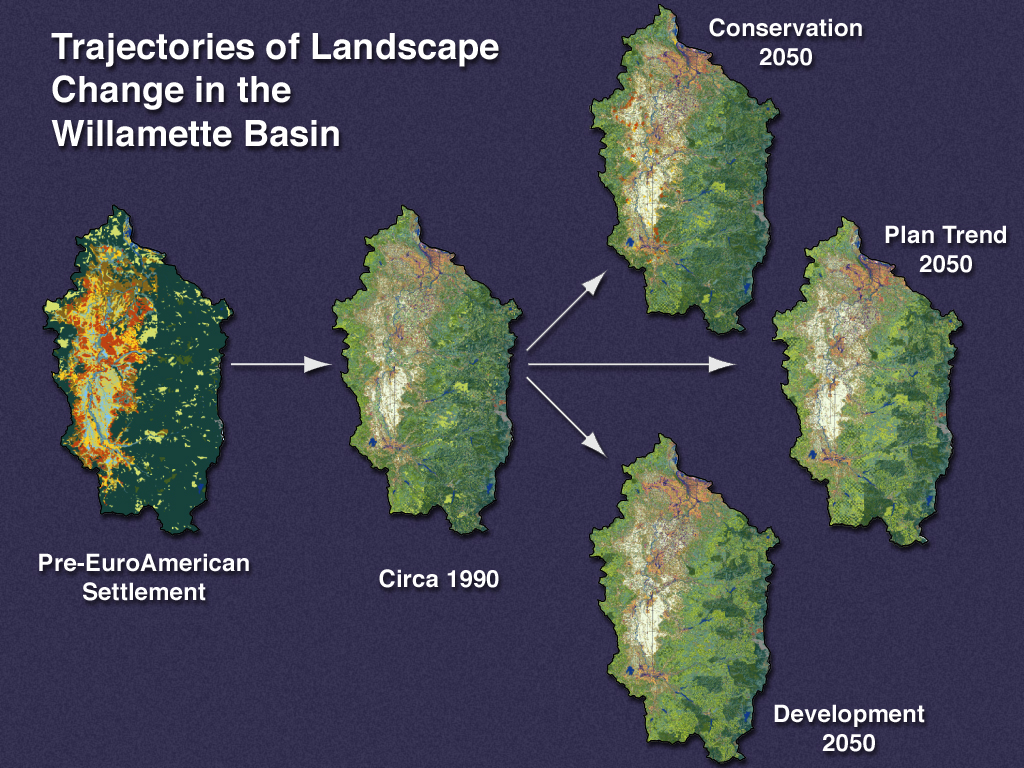 Trajectories of Landscape
Change in the
Willamette Basin
Conservation
2050
Plan Trend
2050
Pre-EuroAmerican
Settlement
Circa 1990
Development
2050